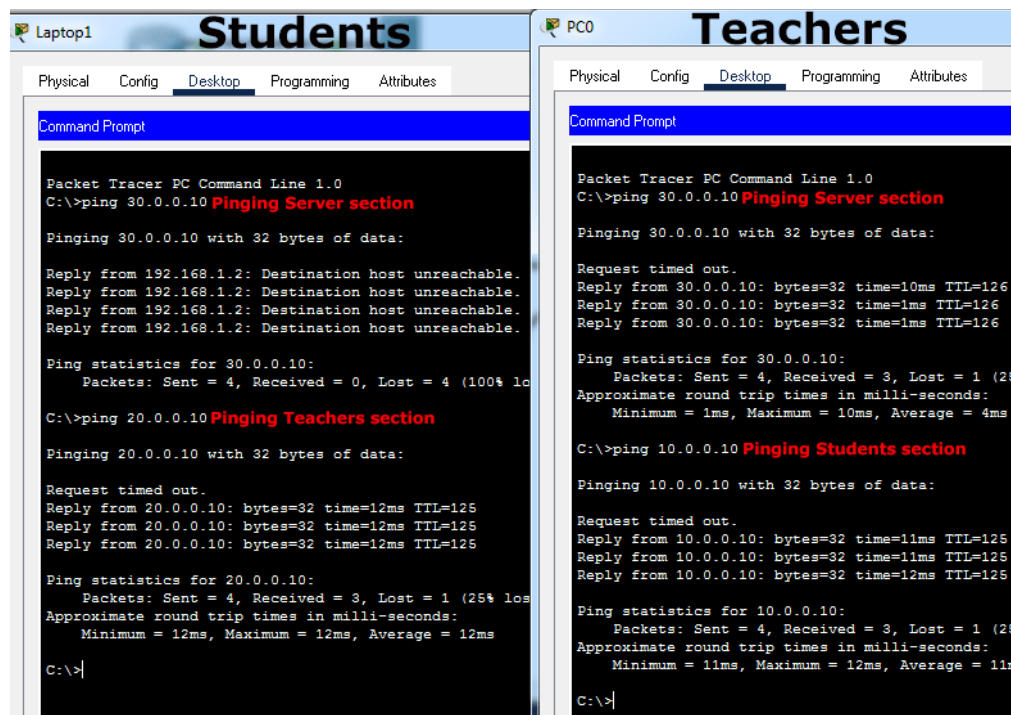 Laptop1
Students
Physical Config Desktop Programming Attributes
Command Prompt
Packet Tracer PC Command Line 1.0
C:\>ping 30.0.0.10 Pinging Server section
Pinging 30.0.0.10 with 32 bytes of data:
Reply from 192.168.1.2: Destination host unreachable.
Reply from 192.168.1.2: Destination host unreachable.
Reply from 192.168.1.2: Destination host unreachable.
Reply from 192.168.1.2: Destination host unreachable.
Ping statistics for 30.0.0.10:
Packets: Sent = 4, Received = 0, Lost = 4 (100% lo
C:\>ping 20.0.0.10 Pinging Teachers section
Pinging 20.0.0.10 with 32 bytes of data:
Request timed out.
Reply from 20.0.0.10: bytes=32 time=12ms TTL=125
Reply from 20.0.0.10: bytes=32 time=12ms TTL=125
Reply from 20.0.0.10: bytes=32 time=12ms TTL=125
Ping statistics for 20.0.0.10:
Packets: Sent = 4, Received = 3, Lost = 1 (25% los
Approximate round trip times in milli-seconds:
Minimum = 12ms, Maximum = 12ms, Average = 12ms
C:\>
PC0
Teachers
Physical Config Desktop Programming Attributes
Command Prompt
Packet Tracer PC Command Line 1.0
C:\>ping 30.0.0.10 Pinging Server section
Pinging 30.0.0.10 with 32 bytes of data:
Request timed out.
Reply from 30.0.0.10: bytes=32 time=10ms TTL=126
Reply from 30.0.0.10: bytes=32 time=1ms TTL=126
Reply from 30.0.0.10: bytes=32 time=1ms TTL=126
Ping statistics for 30.0.0.10:
Packets: Sent = 4, Received = 3, Lost = 1 (25
Approximate round trip times in milli-seconds:
Minimum = 1ms, Maximum = 10ms, Average = 4ms
C:\>ping 10.0.0.10 Pinging Students section
Pinging 10.0.0.10 with 32 bytes of data:
Request timed out.
Reply from 10.0.0.10: bytes=32 time=11ms TTL=125
Reply from 10.0.0.10: bytes=32 time=11ms TTL=125
Reply from 10.0.0.10: bytes=32 time=12ms TTL=125
Ping statistics for 10.0.0.10:
Packets: Sent = 4, Received = 3, Lost = 1 (25
Approximate round trip times in milli-seconds:
Minimum = 11ms, Maximum = 12ms, Average = 11m
C:\>